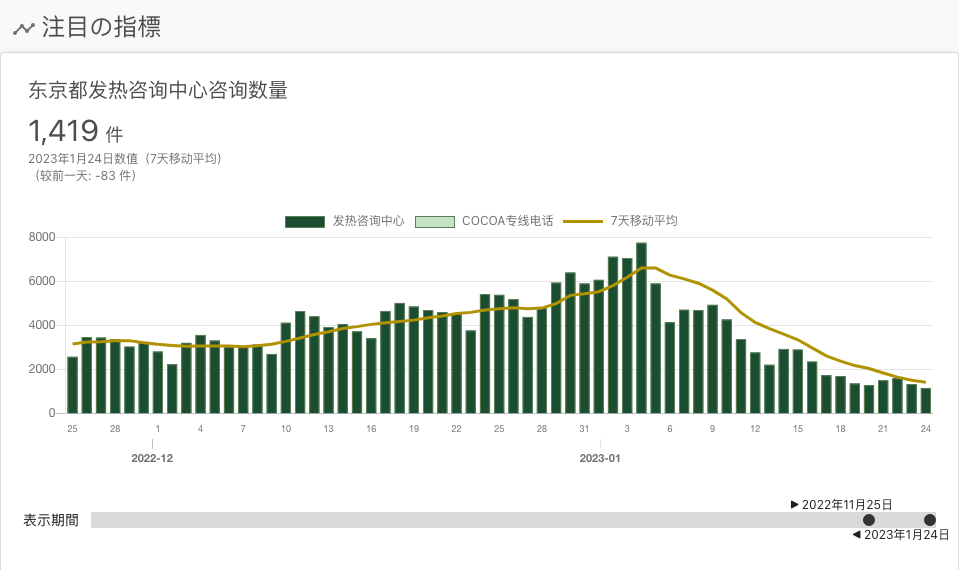 注目の指標
东京都发热咨询中心咨询数量
1,419 件
2023年1月24日数值（7天移动平均）
（较前一天: -83 件）
发热咨询中心 COCOA专线电话 7天移动平均
8000
6000
4000
2000
0
25 28 1 4 7 10 13 16 19 22 25 28 31 3 6 9 12 15 18 21 24
2022-12 2023-01
▶ 2022年11月25日
表示期間
◀ 2023年1月24日